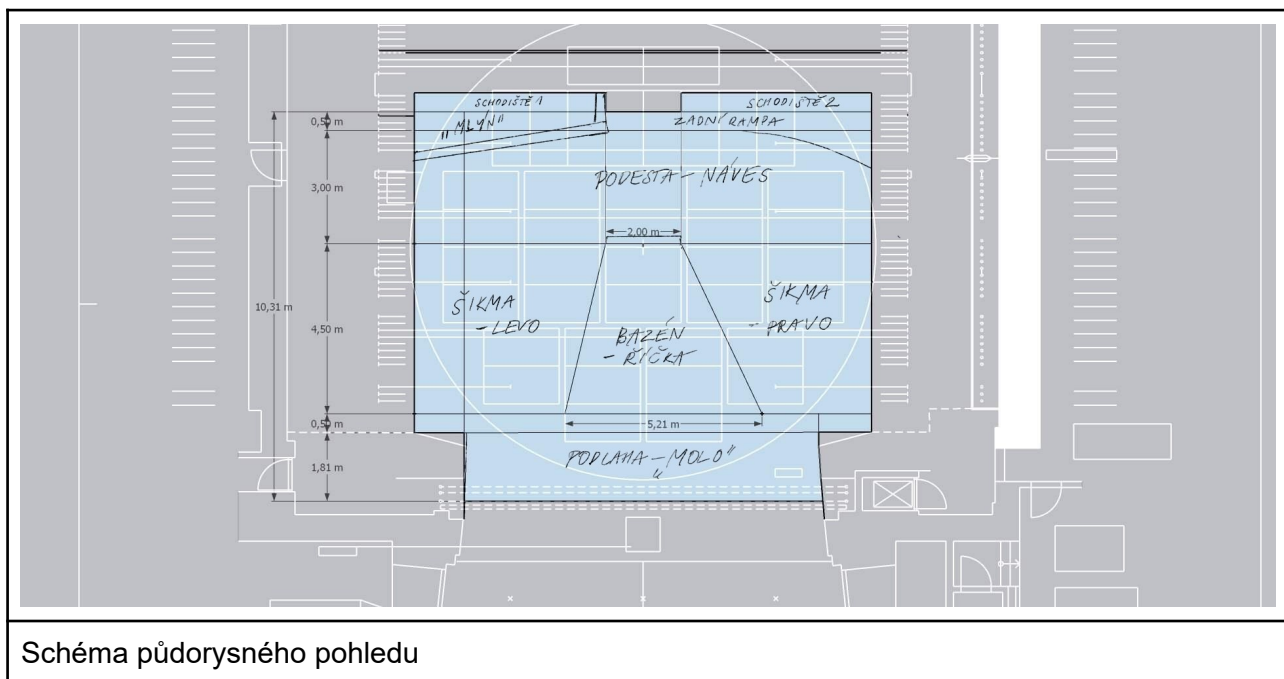 SCHODIŠTĚ 1
SCHODIŠTĚ 2
0,50 m
„MLÝN"
ZADNÍ RAMPA
3,00 m
PODESTA-NÁVES
2,00 m
10,31 m
ŠIKMA
-LEVO
ŠIKMA
-PRAVO
4,50 m
BAZÉN
- ŘÍČKA
0,50 m
5,21 m
1,81 m
PODLAHA-„MOLO"
Schéma půdorysného pohledu